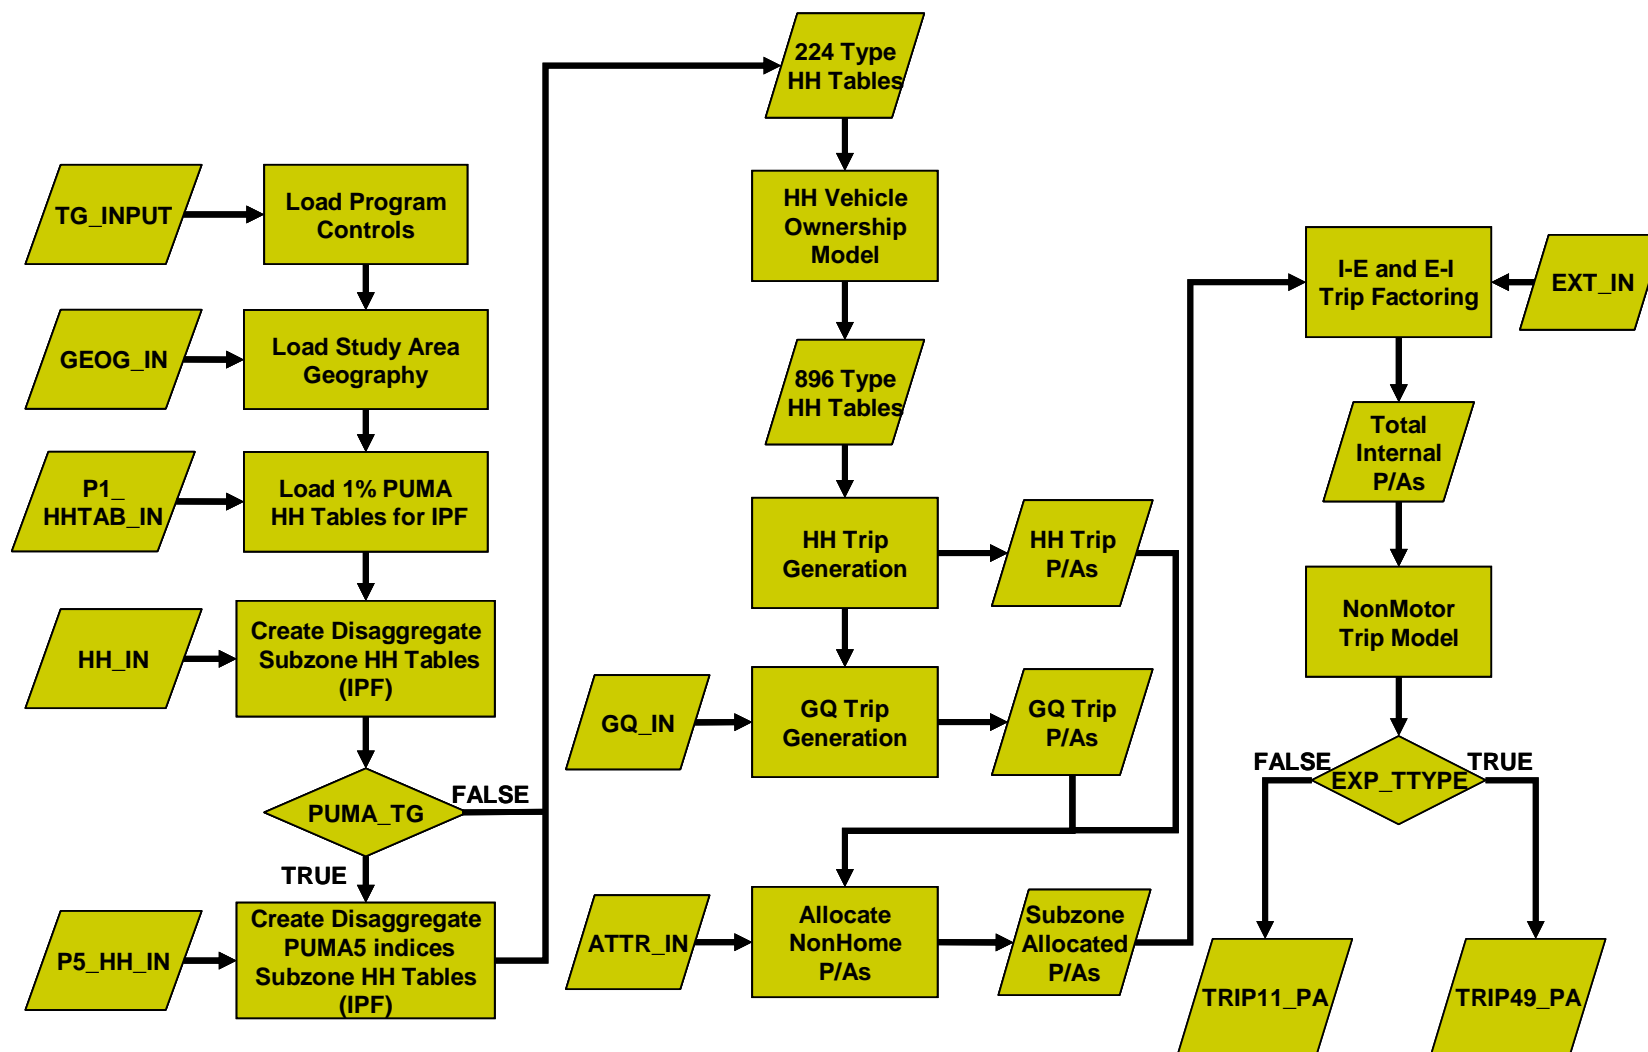 TG_INPUT
Load Program
Controls
GEOG_IN
Load Study Area
Geography
P1_
HHTAB_IN
Load 1% PUMA
HH Tables for IPF
HH_IN
Create Disaggregate
Subzone HH Tables
(IPF)
PUMA_TG
FALSE
TRUE
P5_HH_IN
Create Disaggregate
PUMA5 indices
Subzone HH Tables
(IPF)
224 Type
HH Tables
HH Vehicle
Ownership
Model
896 Type
HH Tables
HH Trip
Generation
HH Trip
P/As
GQ_IN
GQ Trip
Generation
GQ Trip
P/As
ATTR_IN
Allocate
NonHome
P/As
Subzone
Allocated
P/As
I-E and E-I
Trip Factoring
EXT_IN
Total
Internal
P/As
NonMotor
Trip Model
FALSE
TRUE
EXP_TTYPE
TRIP11_PA
TRIP49_PA